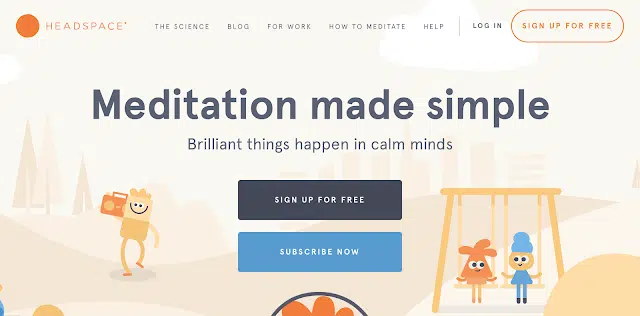 HEADSPACE
THE SCIENCE BLOG FOR WORK HOW TO MEDITATE HELP LOG IN SIGN UP FOR FREE
Meditation made simple
Brilliant things happen in calm minds
SIGN UP FOR FREE
SUBSCRIBE NOW